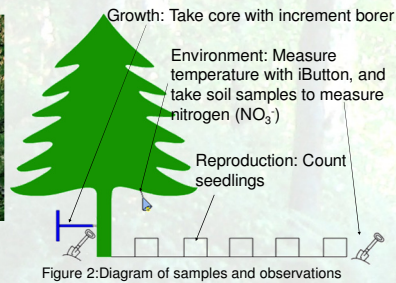 Growth: Take core with increment borer
Environment: Measure
temperature with iButton, and
take soil samples to measure
nitrogen (NO₃⁻)
Reproduction: Count
seedlings
Figure 2:Diagram of samples and observations